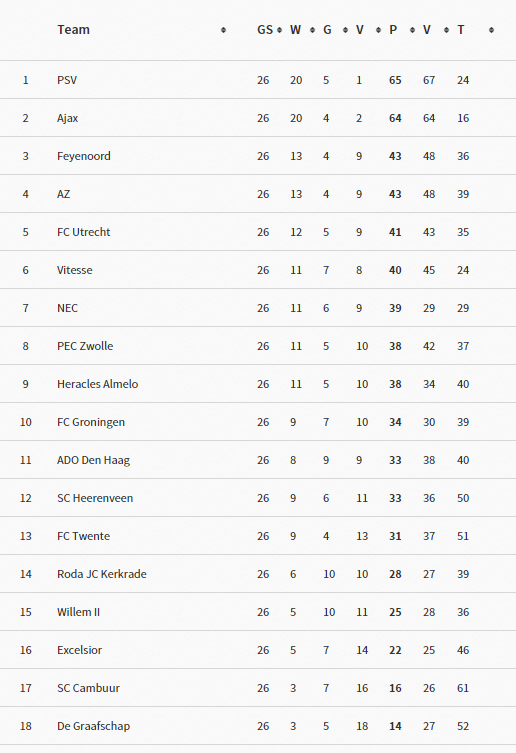 Team GS W G V P V T
1 PSV 26 20 5 1 65 67 24
2 Ajax 26 20 4 2 64 64 16
3 Feyenoord 26 13 4 9 43 48 36
4 AZ 26 13 4 9 43 48 39
5 FC Utrecht 26 12 5 9 41 43 35
6 Vitesse 26 11 7 8 40 45 24
7 NEC 26 11 6 9 39 29 29
8 PEC Zwolle 26 11 5 10 38 42 37
9 Heracles Almelo 26 11 5 10 38 34 40
10 FC Groningen 26 9 7 10 34 30 39
11 ADO Den Haag 26 8 9 9 33 38 40
12 SC Heerenveen 26 9 6 11 33 36 50
13 FC Twente 26 9 4 13 31 37 51
14 Roda JC Kerkrade 26 6 10 10 28 27 39
15 Willem II 26 5 10 11 25 28 36
16 Excelsior 26 5 7 14 22 25 46
17 SC Cambuur 26 3 7 16 16 26 61
18 De Graafschap 26 3 5 18 14 27 52